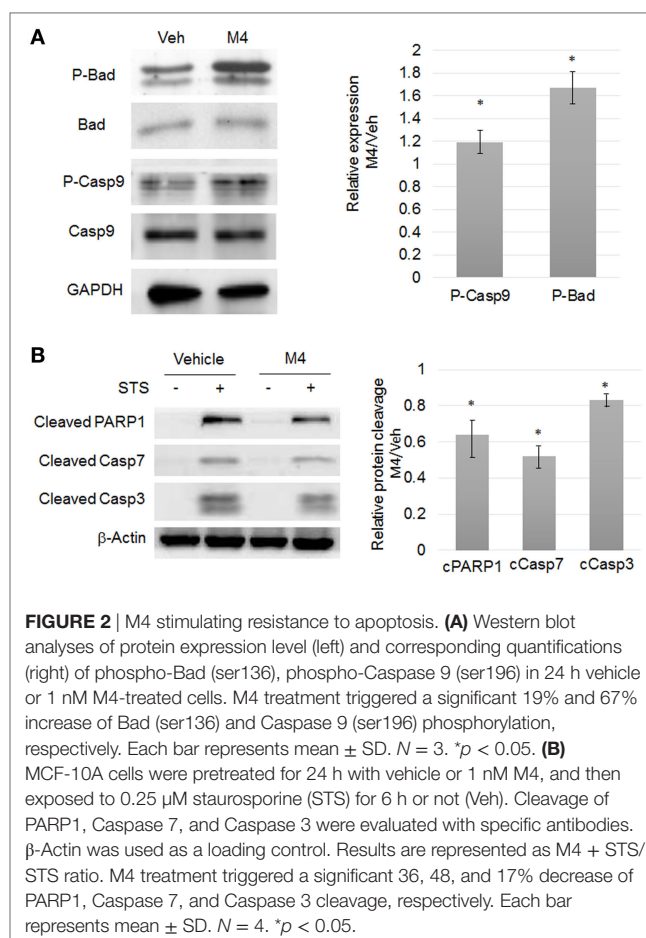 A
Veh M4
P-Bad
Bad
P-Casp9
Casp9
GAPDH
Relative expression
M4/Veh
2
1.8
1.6
1.4
1.2
1
0.8
0.6
0.4
0.2
0
* *
P-Casp9 P-Bad
B
Vehicle M4
STS - + - +
Cleaved PARP1
Cleaved Casp7
Cleaved Casp3
β-Actin
Relative protein cleavage
M4/Veh
1
0.8
0.6
0.4
0.2
0
* * *
cPARP1 cCasp7 cCasp3
FIGURE 2 | M4 stimulating resistance to apoptosis. (A) Western blot
analyses of protein expression level (left) and corresponding quantifications
(right) of phospho-Bad (ser136), phospho-Caspase 9 (ser196) in 24 h vehicle
or 1 nM M4-treated cells. M4 treatment triggered a significant 19% and 67%
increase of Bad (ser136) and Caspase 9 (ser196) phosphorylation,
respectively. Each bar represents mean ± SD. N = 3. *p < 0.05. (B)
MCF-10A cells were pretreated for 24 h with vehicle or 1 nM M4, and then
exposed to 0.25 μM staurosporine (STS) for 6 h or not (Veh). Cleavage of
PARP1, Caspase 7, and Caspase 3 were evaluated with specific antibodies.
β-Actin was used as a loading control. Results are represented as M4 + STS/
STS ratio. M4 treatment triggered a significant 36, 48, and 17% decrease of
PARP1, Caspase 7, and Caspase 3 cleavage, respectively. Each bar
represents mean ± SD. N = 4. *p < 0.05.